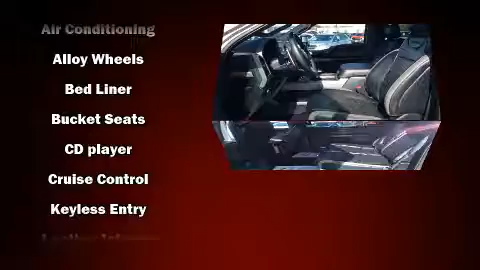 Air Conditioning
Alloy Wheels
Bed Liner
Bucket Seats
CD player
Cruise Control
Keyless Entry